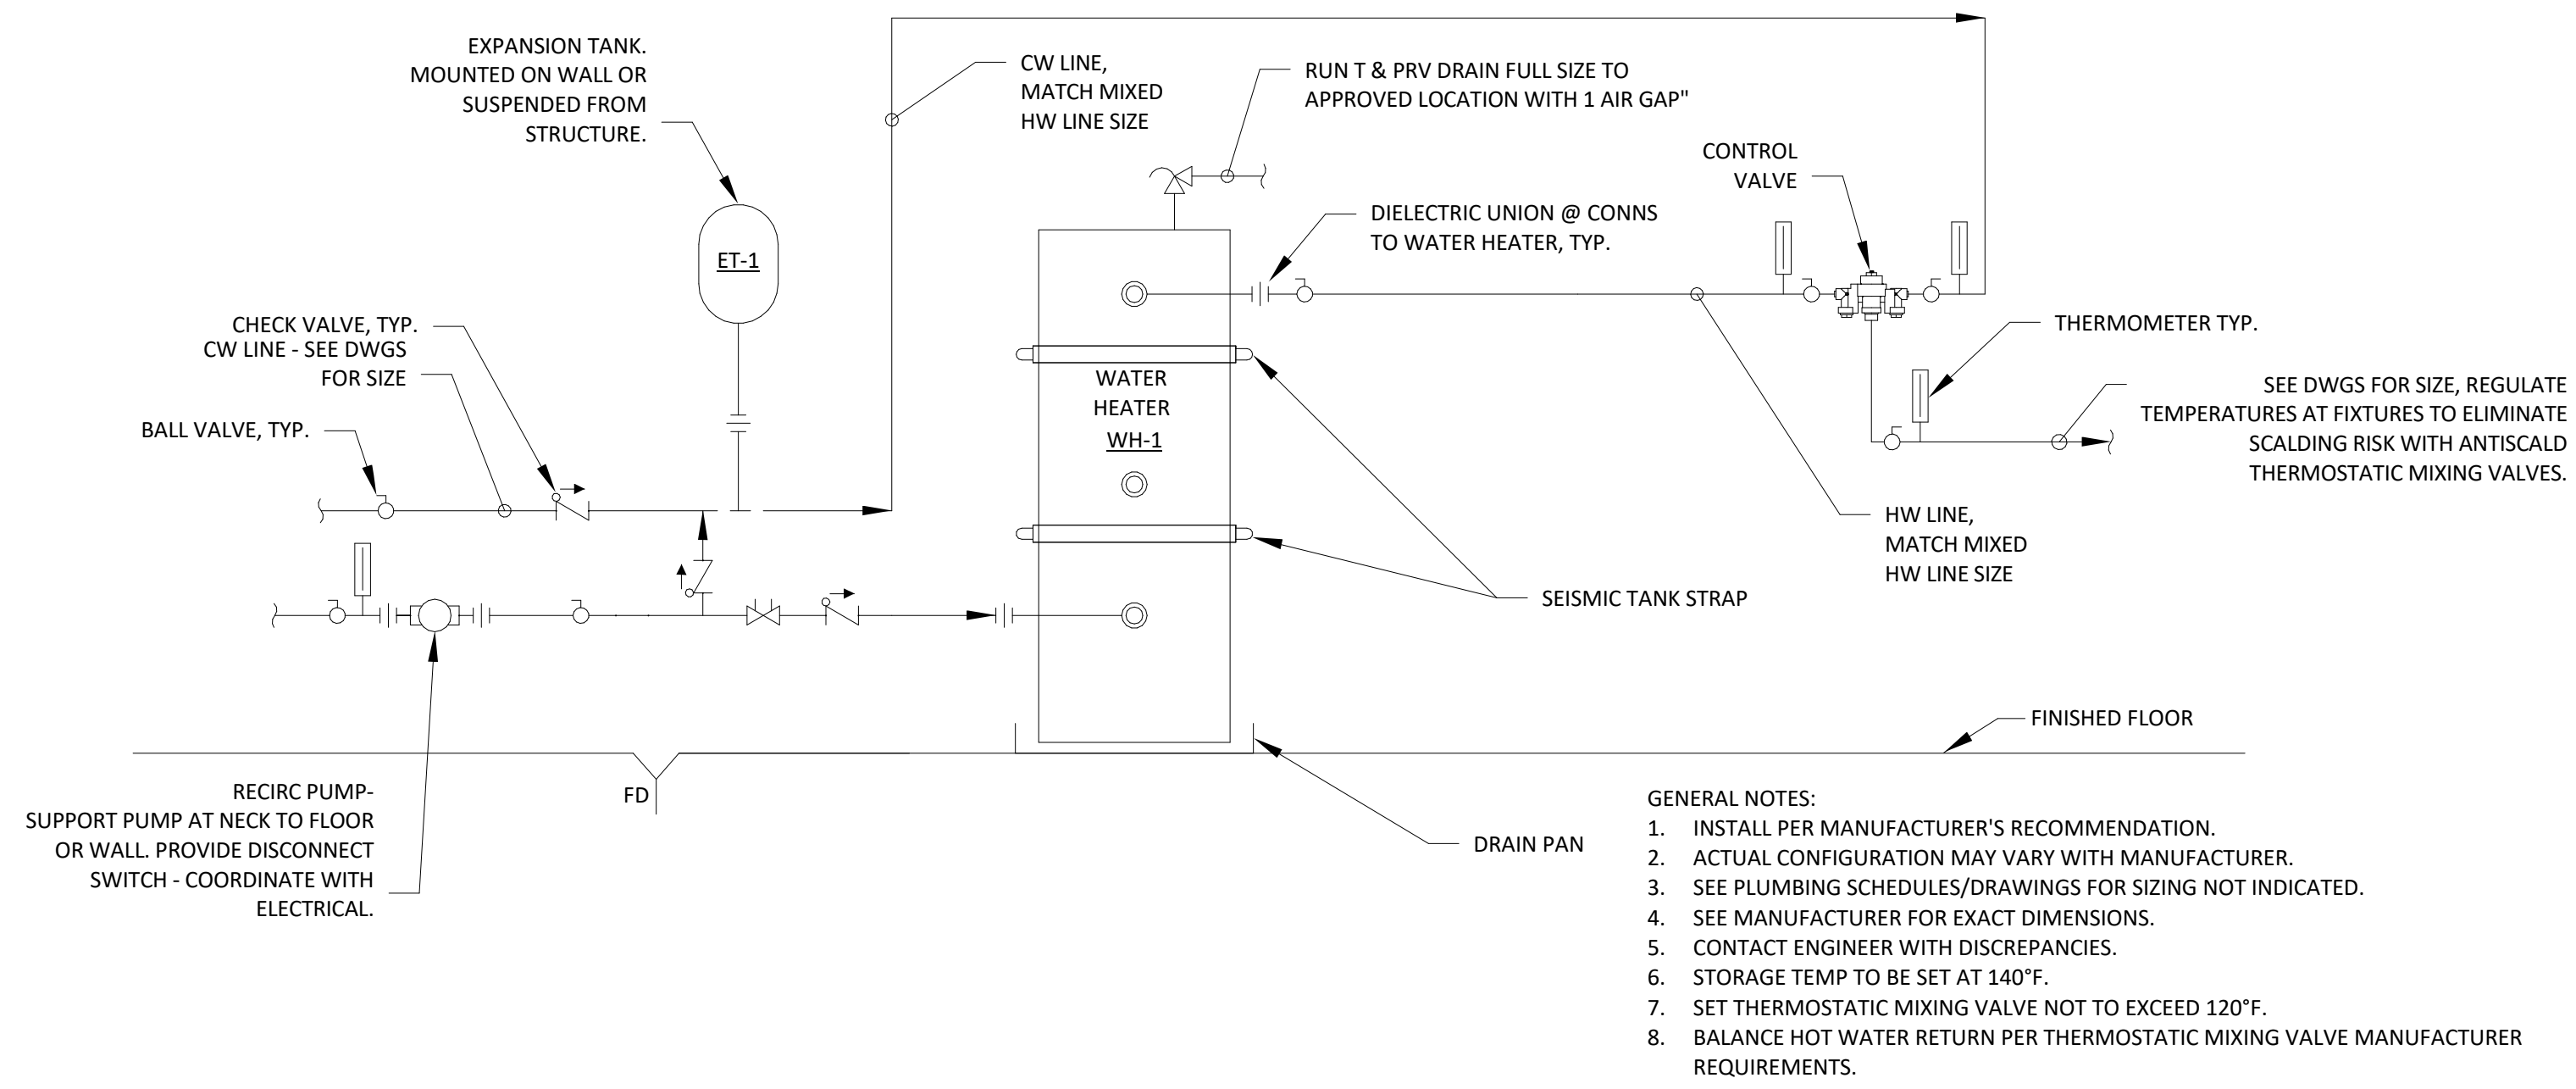 EXPANSION TANK.
MOUNTED ON WALL OR
SUSPENDED FROM
STRUCTURE.
CW LINE,
MATCH MIXED
HW LINE SIZE
RUN T & PRV DRAIN FULL SIZE TO
APPROVED LOCATION WITH 1 AIR GAP"
CONTROL
VALVE
DIELECTRIC UNION @ CONNS
TO WATER HEATER, TYP.
ET-1
CHECK VALVE, TYP.
CW LINE - SEE DWGS
FOR SIZE
BALL VALVE, TYP.
WATER
HEATER
WH-1
THERMOMETER TYP.
SEE DWGS FOR SIZE, REGULATE
TEMPERATURES AT FIXTURES TO ELIMINATE
SCALDING RISK WITH ANTISCALD
THERMOSTATIC MIXING VALVES.
HW LINE,
MATCH MIXED
HW LINE SIZE
SEISMIC TANK STRAP
FINISHED FLOOR
RECIRC PUMP-
SUPPORT PUMP AT NECK TO FLOOR
OR WALL. PROVIDE DISCONNECT
SWITCH - COORDINATE WITH
ELECTRICAL.
FD
DRAIN PAN
GENERAL NOTES:
1. INSTALL PER MANUFACTURER'S RECOMMENDATION.
2. ACTUAL CONFIGURATION MAY VARY WITH MANUFACTURER.
3. SEE PLUMBING SCHEDULES/DRAWINGS FOR SIZING NOT INDICATED.
4. SEE MANUFACTURER FOR EXACT DIMENSIONS.
5. CONTACT ENGINEER WITH DISCREPANCIES.
6. STORAGE TEMP TO BE SET AT 140°F.
7. SET THERMOSTATIC MIXING VALVE NOT TO EXCEED 120°F.
8. BALANCE HOT WATER RETURN PER THERMOSTATIC MIXING VALVE MANUFACTURER
REQUIREMENTS.